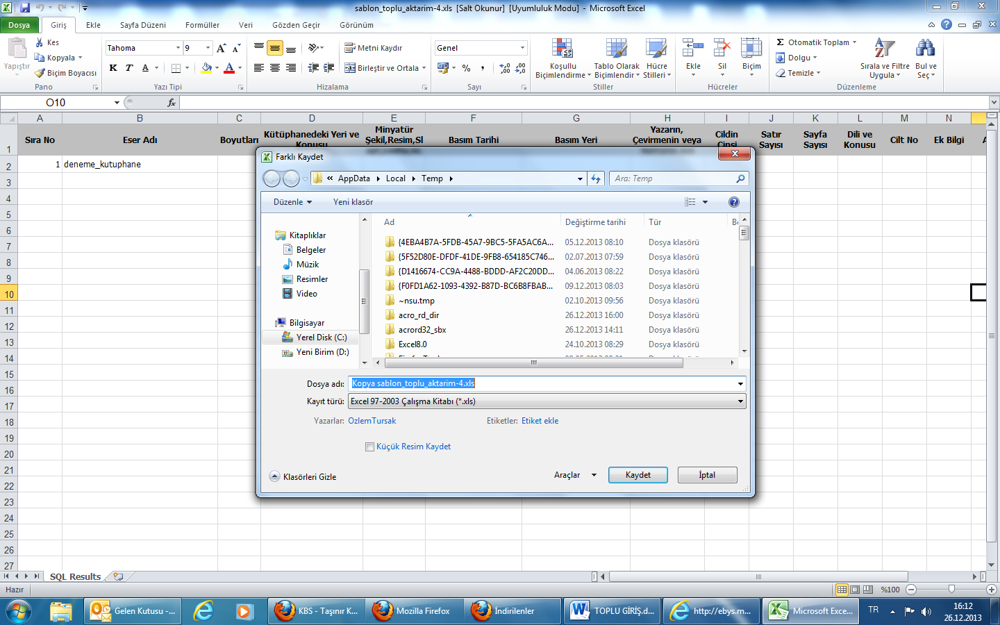 sablon_toplu_aktarim-4.xls [Salt Okunur] [Uyumluluk Modu] - Microsoft Excel
Dosya Giriş Ekle Sayfa Düzeni Formüller Veri Gözden Geçir Görünüm
Yapıştır
Kes
Kopyala
Biçim Boyacısı
Pano
Tahoma 9
K T A
Yazı Tipi
Metni Kaydır
Birleştir ve Ortala
Hizalama
Genel
%
Sayı
Koşullu Biçimlendirme
Tablo Olarak Biçimlendir
Hücre Stilleri
Stiller
Ekle Sil Biçim
Hücreler
Σ Otomatik Toplam
Dolgu
Temizle
Sırala ve Filtre Uygula
Bul ve Seç
Düzenleme
O10 fx
A B C D E F G H I J K L M N
1 Sıra No Eser Adı Boyutları Kütüphanedeki Yeri ve Konusu Minyatür Şekil,Resim,Sl Basım Tarihi Basım Yeri Yazarın, Çevirmenin veya Cildin Cinsi Satır Sayısı Sayfa Sayısı Dili ve Konusu Cilt No Ek Bilgi A
2 1 deneme_kutuphane
3
4
5
6
7
8
9
10
11
12
13
14
15
16
17
18
19
20
21
22
23
24
25
26
27
Farklı Kaydet
« AppData Local Temp
Ara: Temp
Düzenle Yeni klasör
Kitaplıklar
Belgeler
Müzik
Resimler
Video
Bilgisayar
Yerel Disk (C:)
Yeni Birim (D:)
Ad Değiştirme tarihi Tür
{4EBA4B7A-5FDB-45A7-9BC5-5FA5AC6A... 05.12.2013 08:10 Dosya klasörü
{5F52D80E-DFDF-41DE-9FB8-654185C746... 02.07.2013 07:59 Dosya klasörü
{D1416674-CC9A-4488-BDDD-AF2C20DD... 04.06.2013 08:22 Dosya klasörü
{F0FD1A62-1093-4392-B87D-BC6B8FBAB... 09.12.2013 08:03 Dosya klasörü
~nsu.tmp 02.10.2013 09:56 Dosya klasörü
acro_rd_dir 26.12.2013 16:00 Dosya klasörü
acrord32_sbx 26.12.2013 14:11 Dosya klasörü
Excel8.0 24.10.2013 08:29 Dosya klasörü
Dosya adı: Kopya sablon_toplu_aktarim-4.xls
Kayıt türü: Excel 97-2003 Çalışma Kitabı (*.xls)
Yazarlar: OzlemTursak Etiketler: Etiket ekle
Küçük Resim Kaydet
Klasörleri Gizle
Araçlar Kaydet İptal
SQL Results
Hazır %100
Gelen Kutusu -...
KBS - Taşınır K...
Mozilla Firefox
İndirilenler
TOPLU GİRİŞ.d...
http://ebys.m...
Microsoft Exce...
TR
16:12
26.12.2013